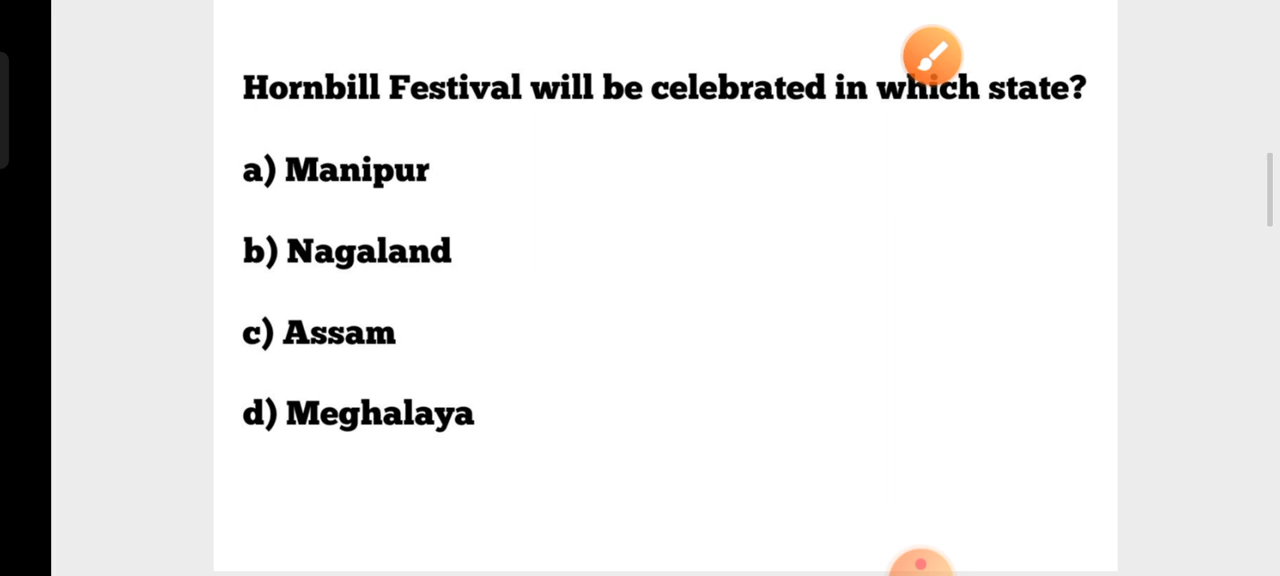 Hornbill Festival will be celebrated in which state?
a) Manipur
b) Nagaland
c) Assam
d) Meghalaya